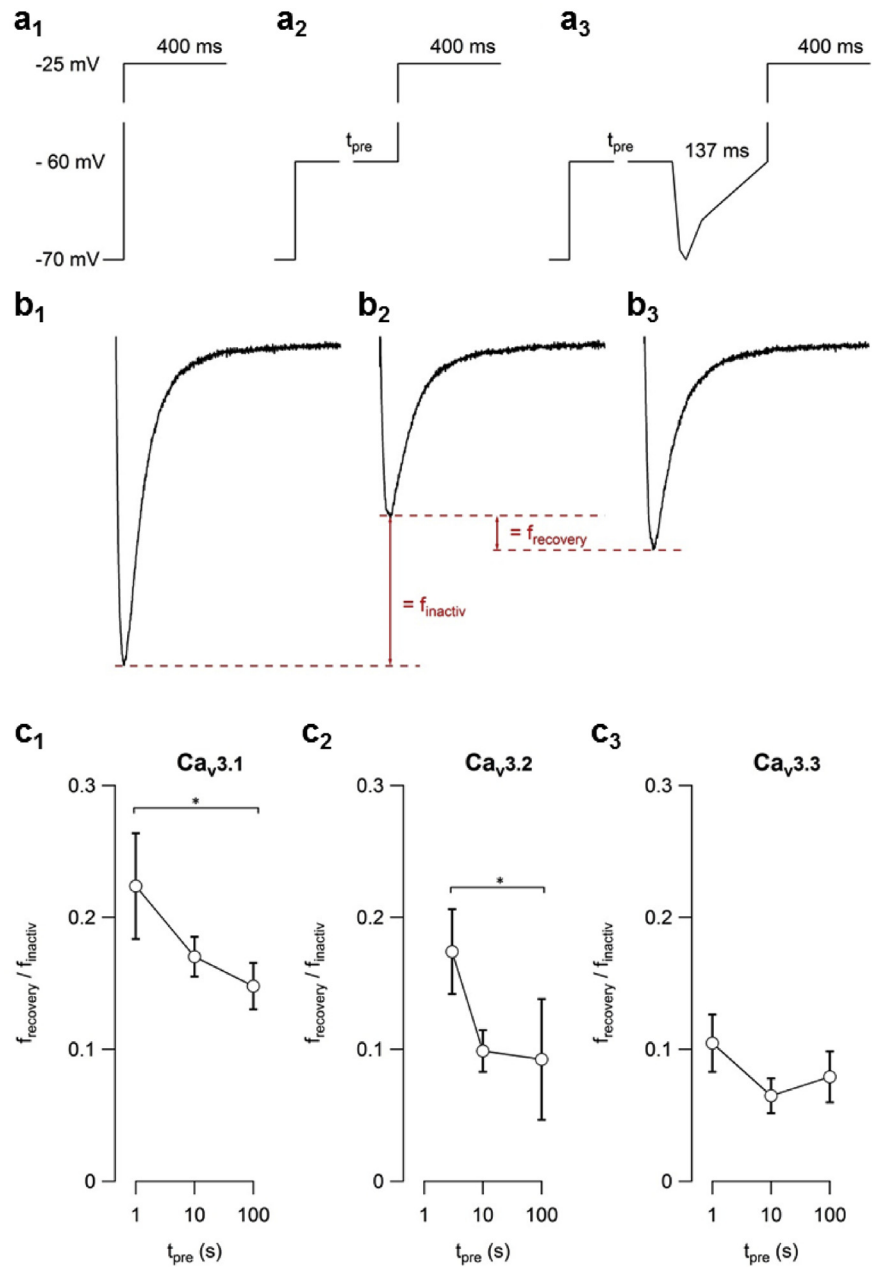 a1 a2 a3
400 ms 400 ms 400 ms
-25 mV
tpre tpre 137 ms
- 60 mV
-70 mV
b1 b2 b3
= frecovery
= finactiv
c1 c2 c3
Cav3.1 Cav3.2 Cav3.3
0.3 0.3 0.3
* *
0.2 0.2 0.2
frecovery / finactiv frecovery / finactiv frecovery / finactiv
0.1 0.1 0.1
0 0 0
1 10 100 1 10 100 1 10 100
tpre (s) tpre (s) tpre (s)